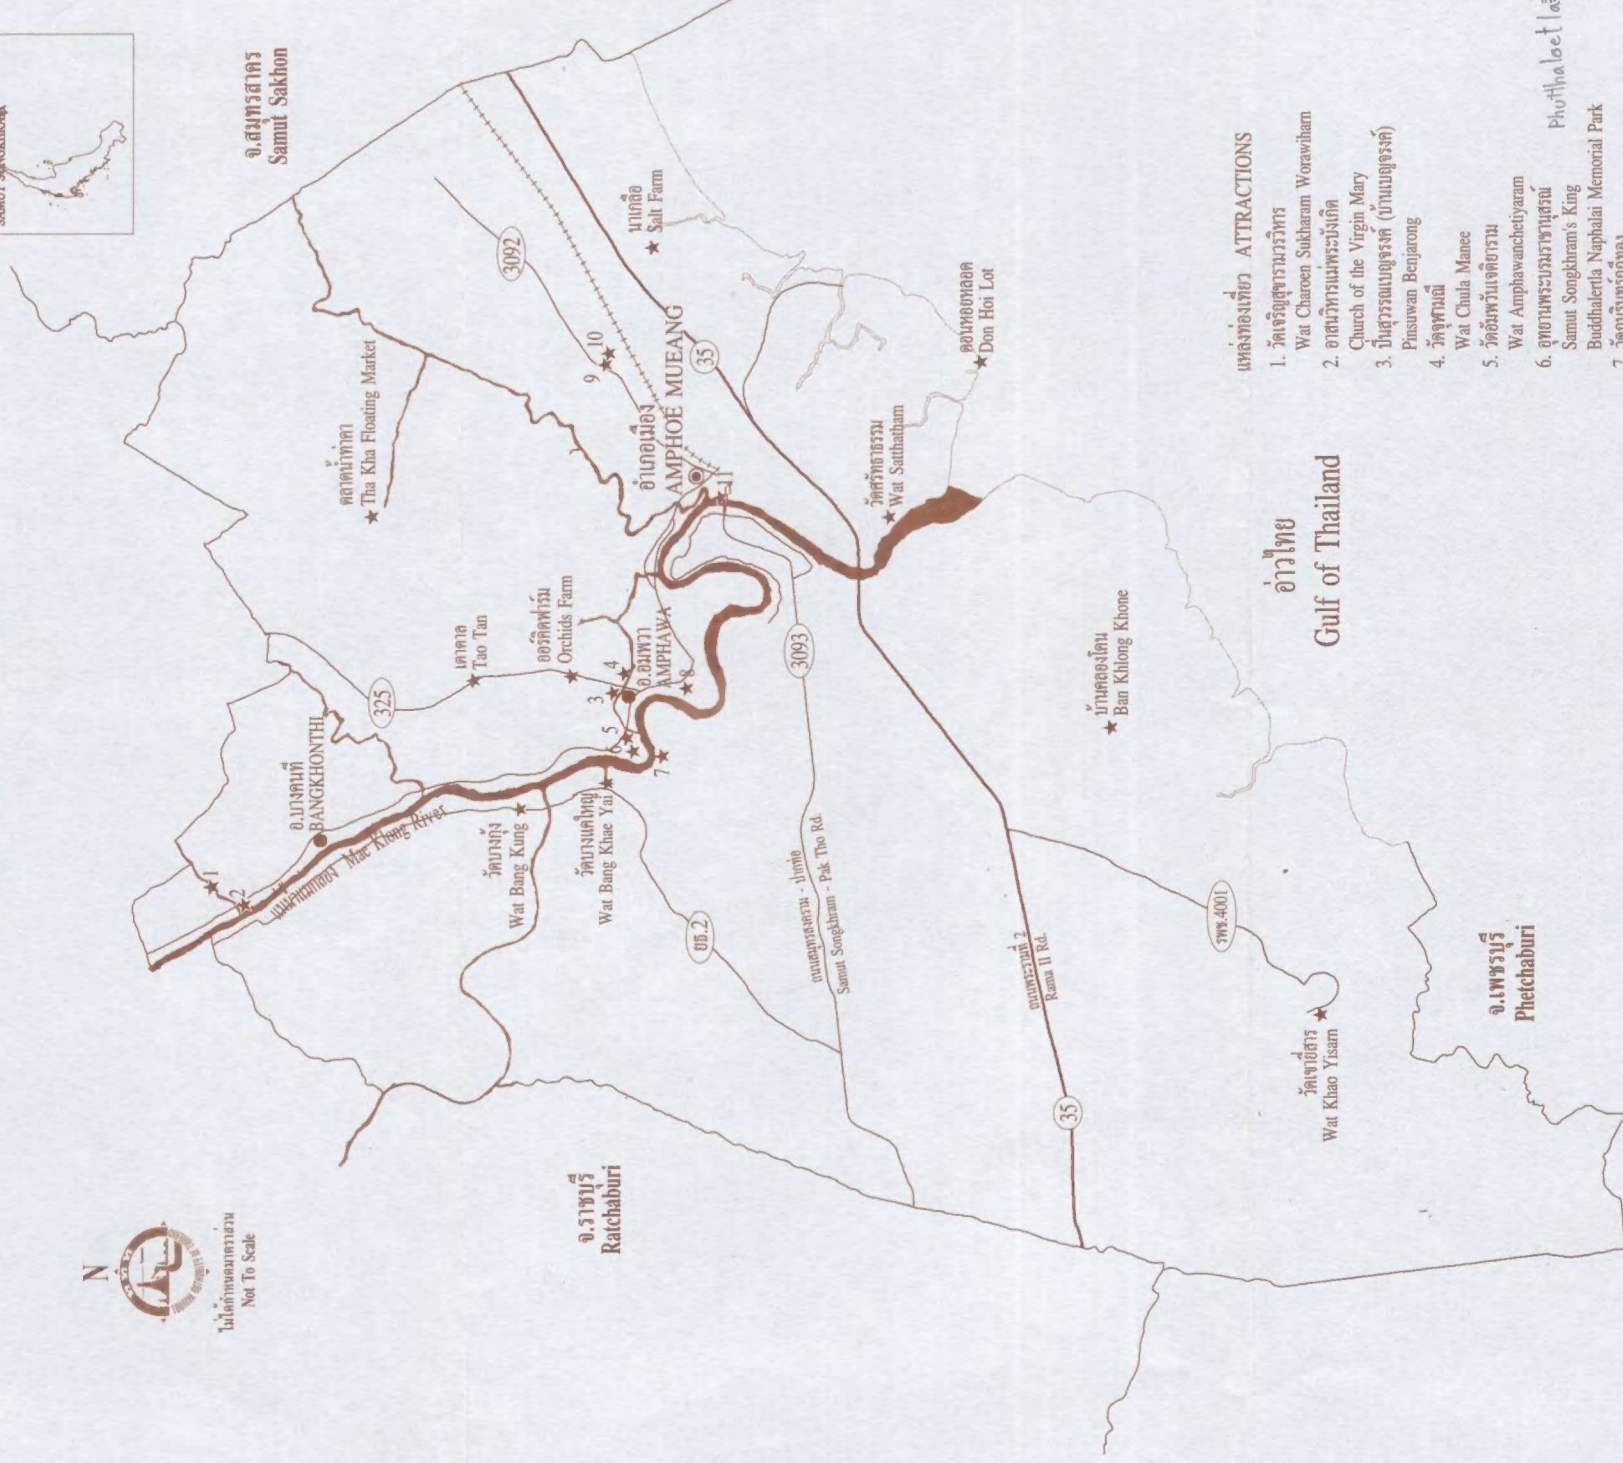 N
ไม่ได้กำหนดมาตราส่วน
Not To Scale
จ.สมุทรสาคร
Samut Sakhon
จ.ราชบุรี
Ratchaburi
จ.เพชรบุรี
Phetchaburi
อ่าวไทย
Gulf of Thailand
1
2
อ.บางคนที
BANGKHONTHI
แม่น้ำแม่กลอง Mae Klong River
ตลาดน้ำท่าคา
Tha Kha Floating Market
325
เตาตาล
Tao Tan
ออร์คิดฟาร์ม
Orchids Farm
วัดบางกุ้ง
Wat Bang Kung
วัดบางแคใหญ่
Wat Bang Khae Yai
3
4
5
6
7
8
อ.อัมพวา
AMPHAWA
3092
9
10
11
อำเภอเมือง
AMPHOE MUEANG
นาเกลือ
Salt Farm
35
ดอนหอยหลอด
Don Hoi Lot
วัดศรัทธาธรรม
Wat Satthatham
3093
ยธ.2
ถนนสมุทรสงคราม - ปากท่อ
Samut Songkhram - Pak Tho Rd.
ถนนพระรามที่ 2
Rama II Rd.
35
บ้านคลองโคน
Ban Khlong Khone
รพช.4001
วัดเขายี่สาร
Wat Khao Yisarn
แหล่งท่องเที่ยว ATTRACTIONS
1. วัดเจริญสุขารามวรวิหาร
Wat Charoen Sukharam Worawiharn
2. อาสนวิหารแม่พระบังเกิด
Church of the Virgin Mary
3. ปิ่นสุวรรณเบญจรงค์ (บ้านเบญจรงค์)
Pinsuwan Benjarong
4. วัดจุฬามณี
Wat Chula Manee
5. วัดอัมพวันเจติยาราม
Wat Amphawanchetiyaram
6. อุทยานพระบรมราชานุสรณ์
Samut Songkhram's King
Buddhalertla Naphalai Memorial Park
7.